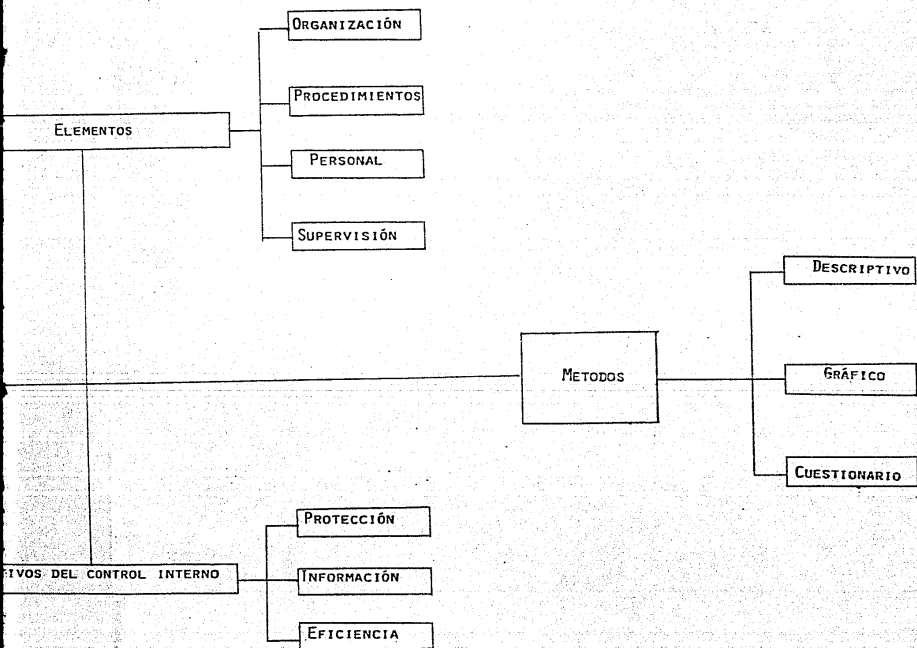 ORGANIZACIÓN
PROCEDIMIENTOS
ELEMENTOS
PERSONAL
SUPERVISIÓN
DESCRIPTIVO
METODOS
GRÁFICO
CUESTIONARIO
PROTECCIÓN
TIVOS DEL CONTROL INTERNO
INFORMACIÓN
EFICIENCIA